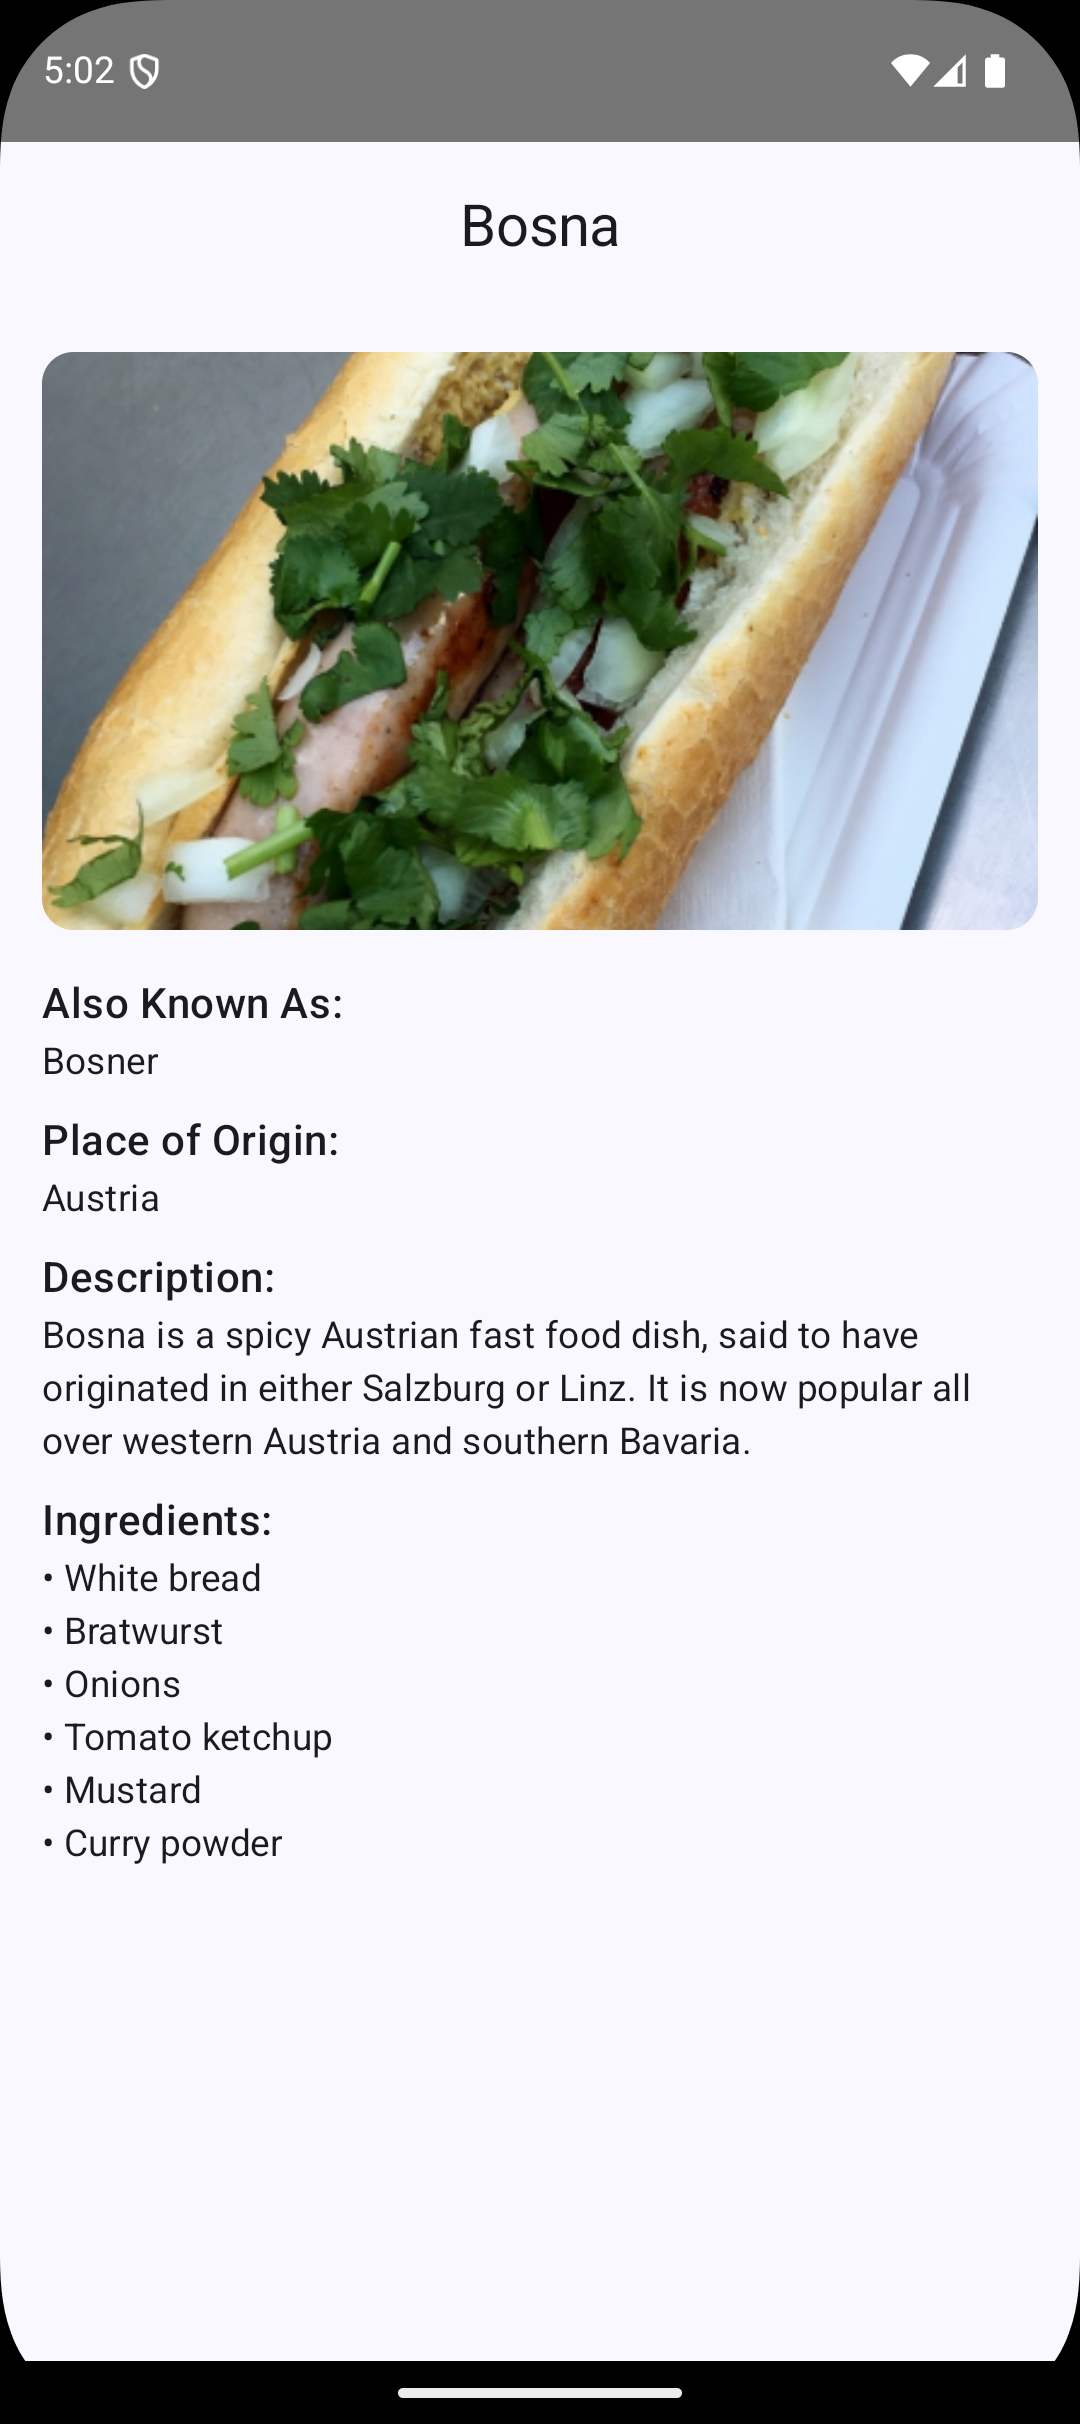 5:02
Bosna
Also Known As:
Bosner
Place of Origin:
Austria
Description:
Bosna is a spicy Austrian fast food dish, said to have
originated in either Salzburg or Linz. It is now popular all
over western Austria and southern Bavaria.
Ingredients:
• White bread
• Bratwurst
• Onions
• Tomato ketchup
• Mustard
• Curry powder